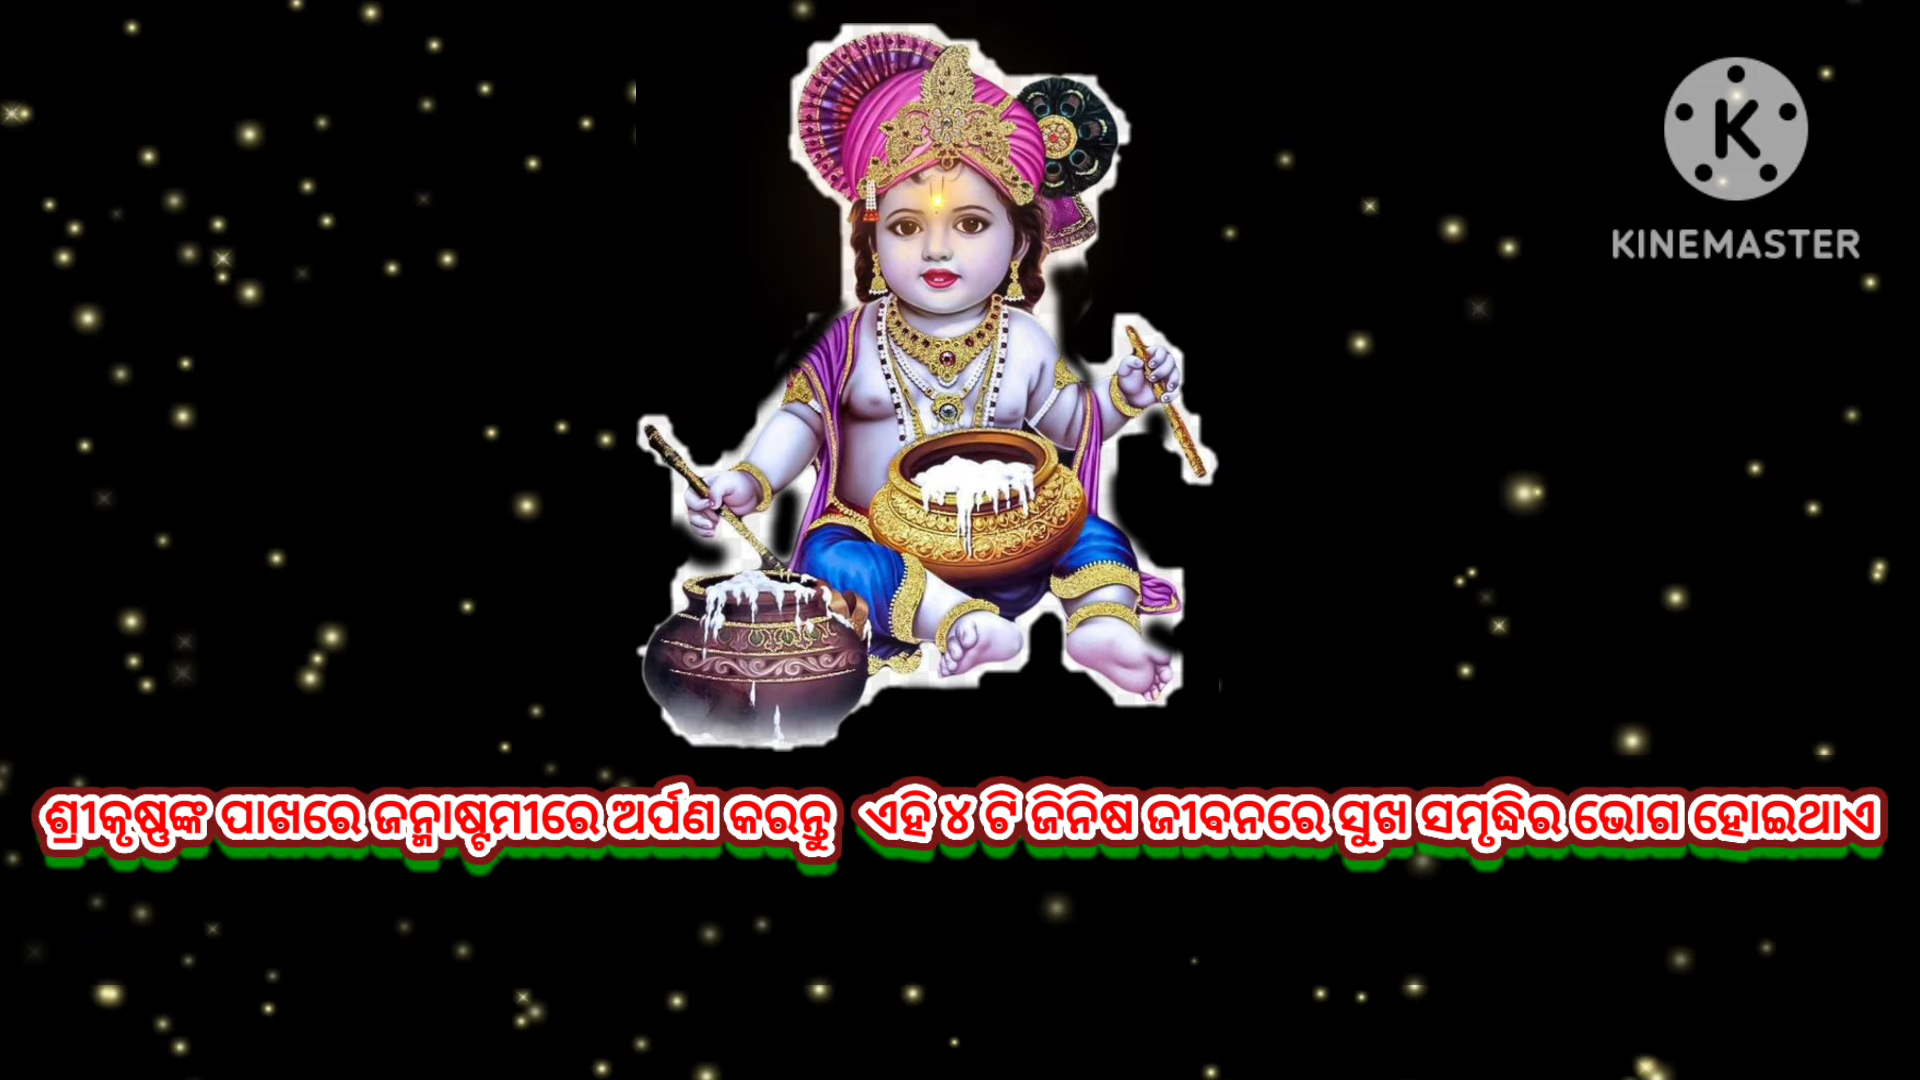 K
KINEMASTER
ଶ୍ରୀକୃଷ୍ଣଙ୍କ ପାଖରେ ଜନ୍ମାଷ୍ଟମୀରେ ଅର୍ପଣ କରନ୍ତୁ ଏହି ୪ ଟି ଜିନିଷ ଜୀବନରେ ସୁଖ ସମୃଦ୍ଧିର ଭୋଗ ହୋଇଥାଏ